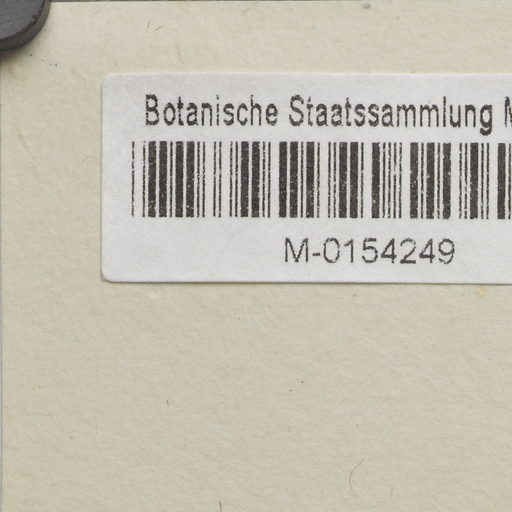 Botanische Staatssammlung
M-0154249